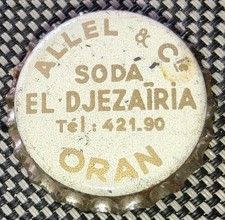 ALLEL & Cie
SODA
EL-DJEZAÏRIA
Tél : 421.90
ORAN